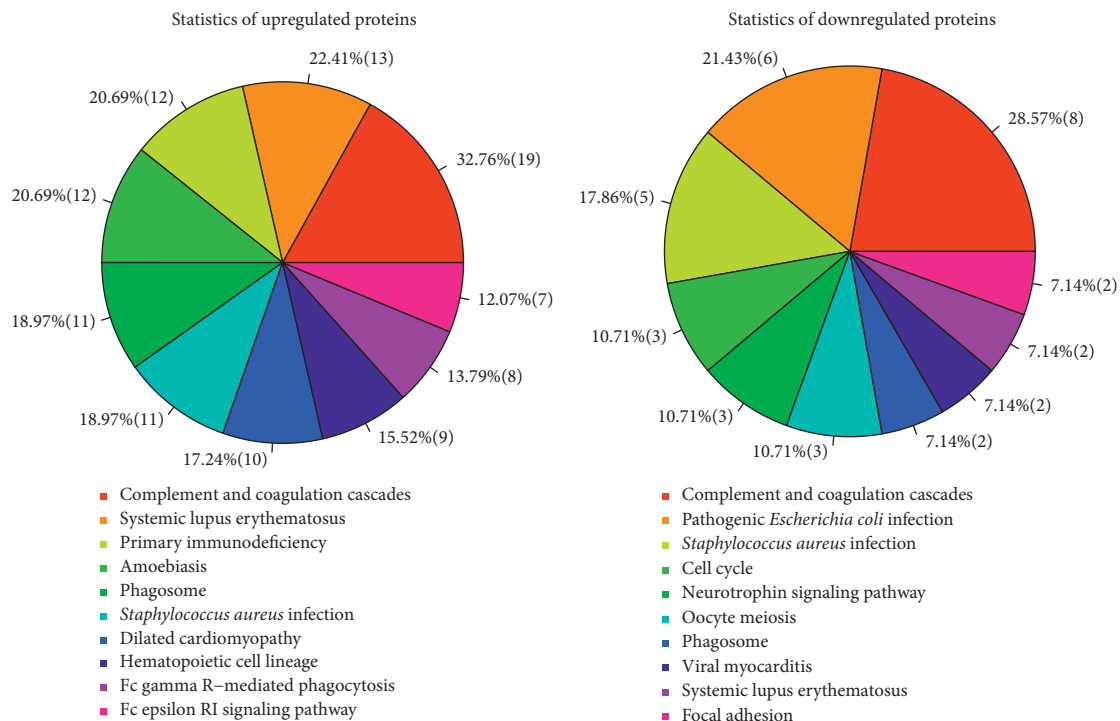 Statistics of upregulated proteins
22.41%(13)
20.69%(12)
32.76%(19)
20.69%(12)
18.97%(11)
12.07%(7)
13.79%(8)
18.97%(11)
15.52%(9)
17.24%(10)
Complement and coagulation cascades
Systemic lupus erythematosus
Primary immunodeficiency
Amoebiasis
Phagosome
Staphylococcus aureus infection
Dilated cardiomyopathy
Hematopoietic cell lineage
Fc gamma R−mediated phagocytosis
Fc epsilon RI signaling pathway
Statistics of downregulated proteins
21.43%(6)
28.57%(8)
17.86%(5)
7.14%(2)
10.71%(3)
7.14%(2)
7.14%(2)
10.71%(3)
7.14%(2)
10.71%(3)
Complement and coagulation cascades
Pathogenic Escherichia coli infection
Staphylococcus aureus infection
Cell cycle
Neurotrophin signaling pathway
Oocyte meiosis
Phagosome
Viral myocarditis
Systemic lupus erythematosus
Focal adhesion